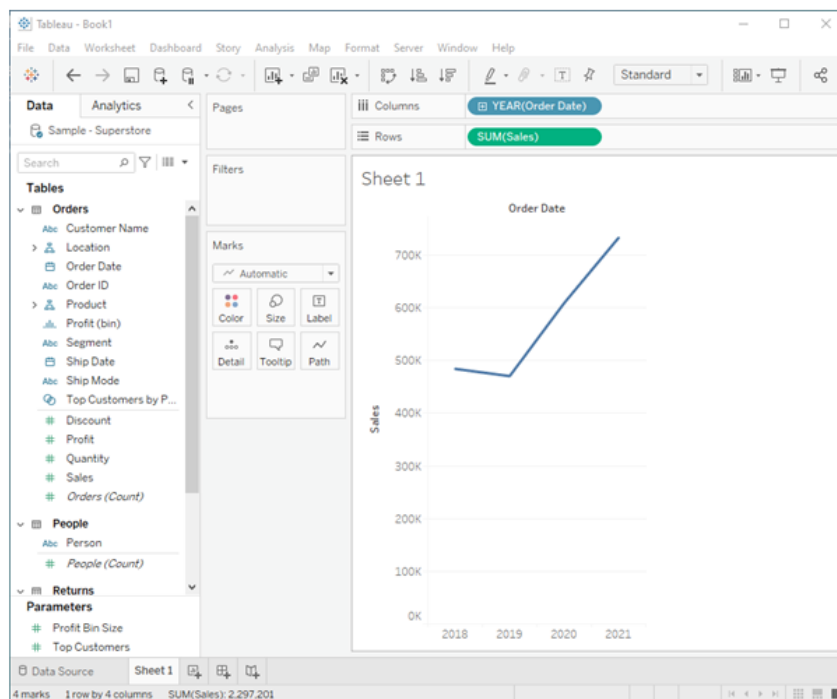 Tableau - Book1
File Data Worksheet Dashboard Story Analysis Map Format Server Window Help
Standard
Data Analytics
Sample - Superstore
Search
Tables
Orders
Abc Customer Name
Location
Order Date
Abc Order ID
Product
Profit (bin)
Abc Segment
Ship Date
Abc Ship Mode
Top Customers by P...
# Discount
# Profit
# Quantity
# Sales
# Orders (Count)
People
Abc Person
# People (Count)
Returns
Parameters
# Profit Bin Size
# Top Customers
Pages
Filters
Marks
Automatic
Color Size Label
Detail Tooltip Path
Columns YEAR(Order Date)
Rows SUM(Sales)
Sheet 1
Order Date
700K
600K
500K
400K
300K
200K
100K
0K
Sales
2018 2019 2020 2021
Data Source Sheet 1
4 marks 1 row by 4 columns SUM(Sales): 2,297,201